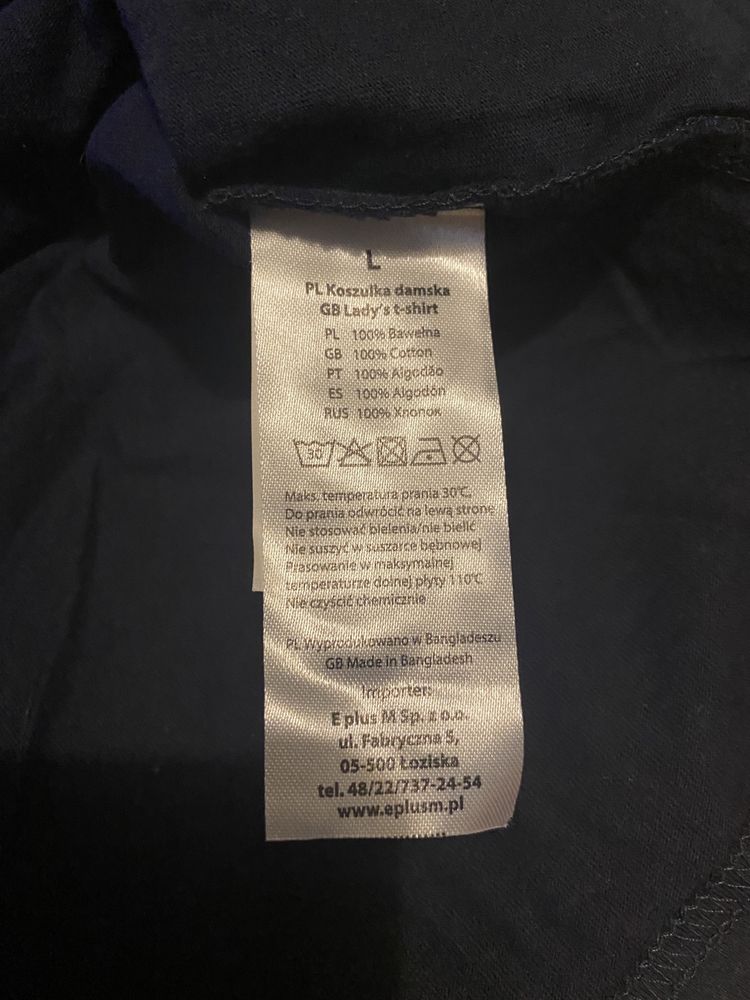 L
PL Koszulka damska
GB Lady's t-shirt
PL 100% Bawełna
GB 100% Cotton
PT 100% Algodão
ES 100% Algodón
RUS 100% Хлопок
30
Maks. temperatura prania 30°C,
Do prania odwrócić na lewą stronę
Nie stosować bielenia/nie bielić
Nie suszyć w suszarce bębnowej
Prasowanie w maksymalnej
temperaturze dolnej płyty 110°C
Nie czyścić chemicznie
PL Wyprodukowano w Bangladeszu
GB Made in Bangladesh
Importer:
E plus M Sp. z o.o.
ul. Fabryczna 5,
05-500 Łoziska
tel. 48/22/737-24-54
www.eplusm.pl